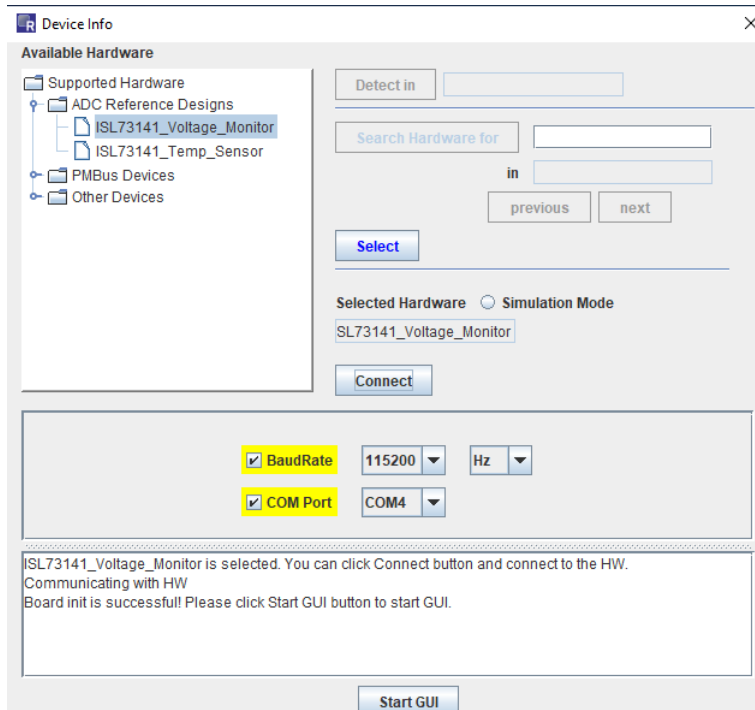 Device Info
Available Hardware
Supported Hardware
ADC Reference Designs
ISL73141_Voltage_Monitor
ISL73141_Temp_Sensor
PMBus Devices
Other Devices
Detect in
Search Hardware for
in
previous next
Select
Selected Hardware Simulation Mode
SL73141_Voltage_Monitor
Connect
BaudRate 115200 Hz
COM Port COM4
ISL73141_Voltage_Monitor is selected. You can click Connect button and connect to the HW.
Communicating with HW
Board init is successful! Please click Start GUI button to start GUI.
Start GUI